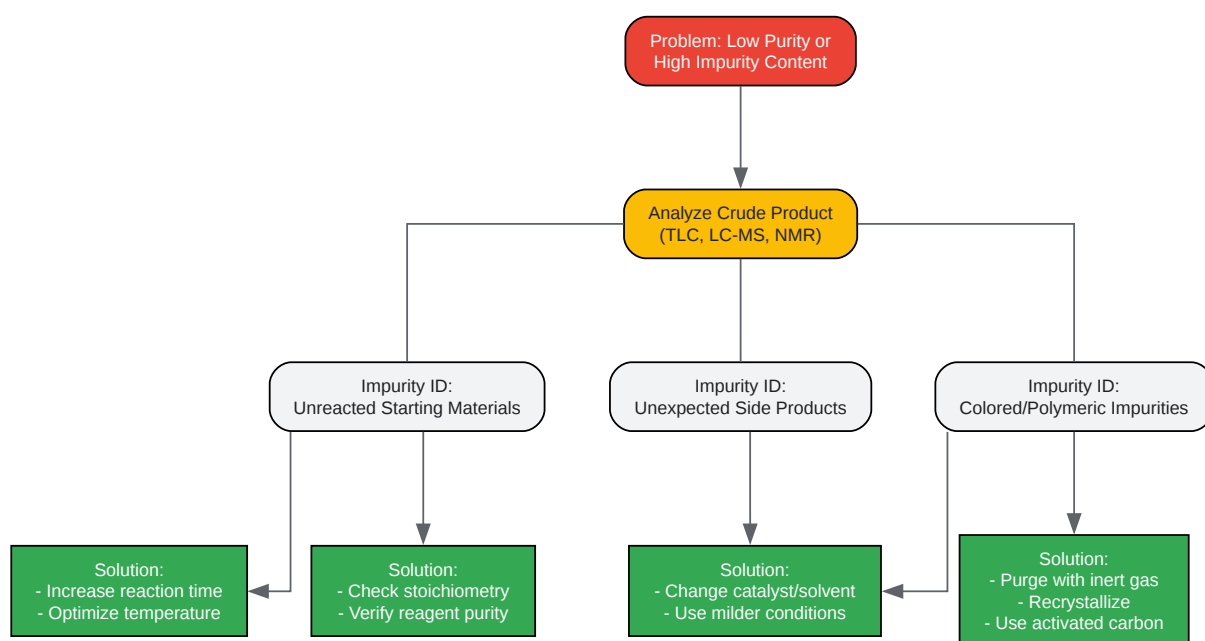 Problem: Low Purity or
High Impurity Content
Analyze Crude Product
(TLC, LC-MS, NMR)
Impurity ID:
Unreacted Starting Materials
Impurity ID:
Unexpected Side Products
Impurity ID:
Colored/Polymeric Impurities
Solution:
- Increase reaction time
- Optimize temperature
Solution:
- Check stoichiometry
- Verify reagent purity
Solution:
- Change catalyst/solvent
- Use milder conditions
Solution:
- Purge with inert gas
- Recrystallize
- Use activated carbon